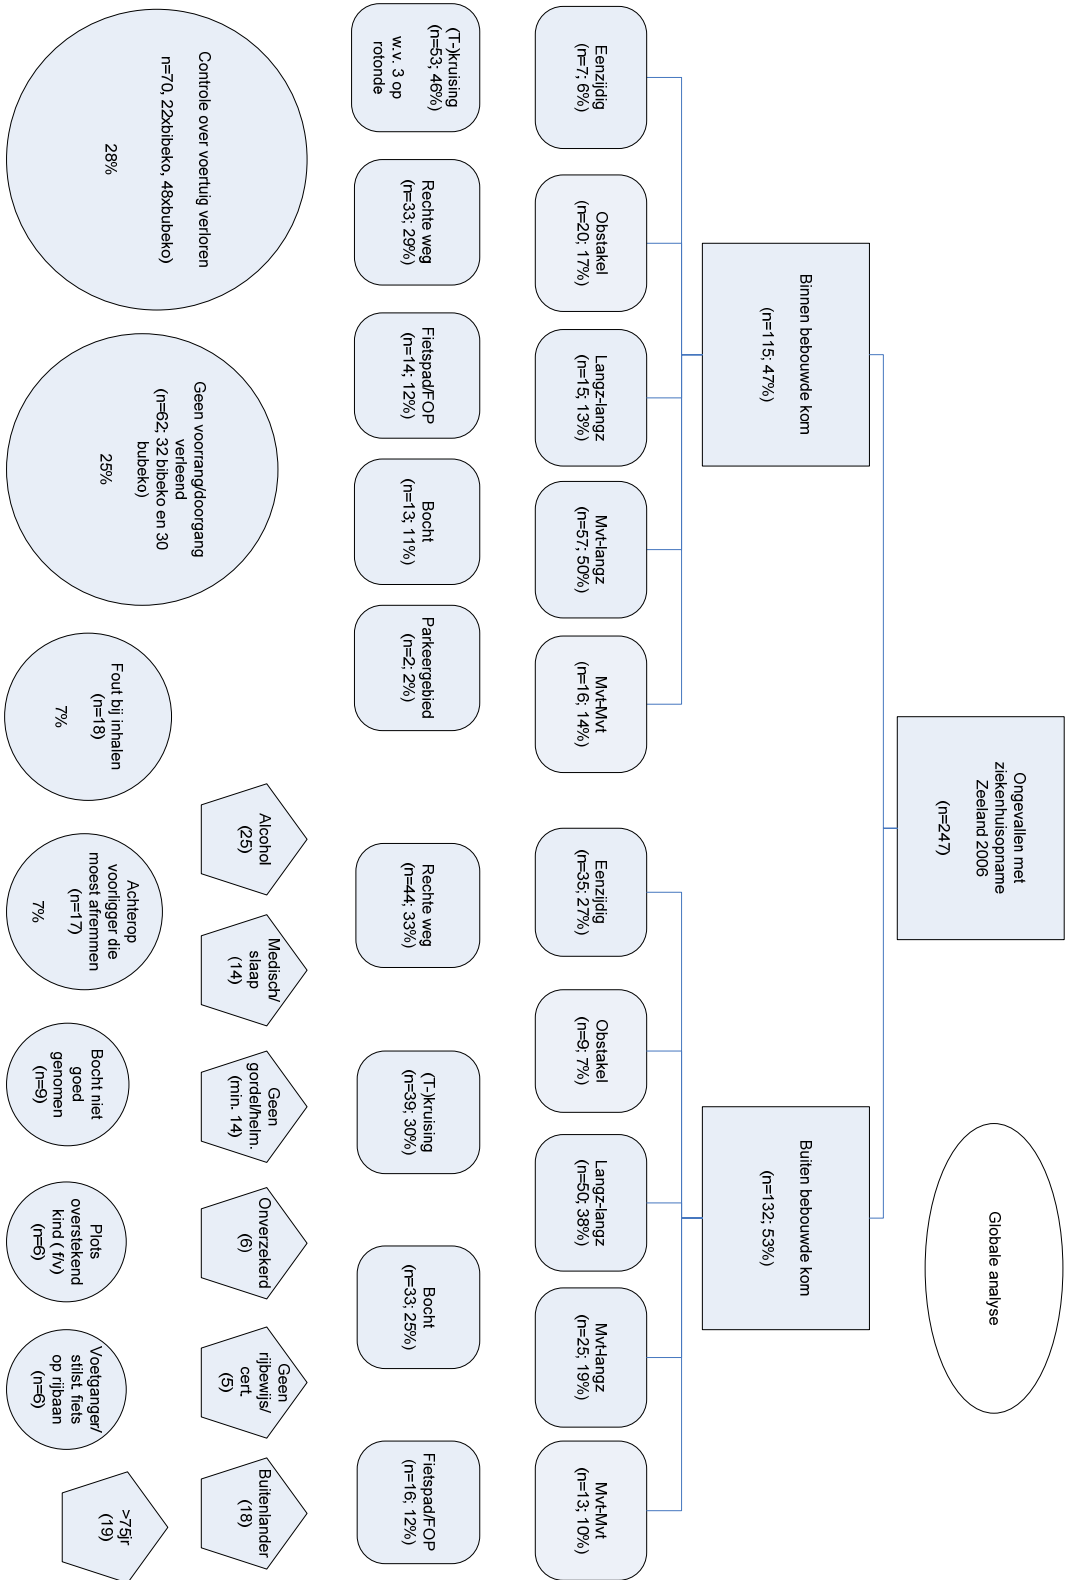 Globale analyse
Ongevallen met
ziekenhuisopname
Zeeland 2006
(n=247)
Binnen bebouwde kom
(n=115; 47%)
Buiten bebouwde kom
(n=132; 53%)
Eenzijdig
(n=7; 6%)
Obstakel
(n=20; 17%)
Langz-langz
(n=15; 13%)
Mvt-langz
(n=57; 50%)
Mvt-Mvt
(n=16; 14%)
Eenzijdig
(n=35; 27%)
Obstakel
(n=9; 7%)
Langz-langz
(n=50; 38%)
Mvt-langz
(n=25; 19%)
Mvt-Mvt
(n=13; 10%)
(T-)kruising
(n=53; 46%)
w.v. 3 op
rotonde
Rechte weg
(n=33; 29%)
Fietspad/FOP
(n=14; 12%)
Bocht
(n=13; 11%)
Parkeergebied
(n=2; 2%)
Rechte weg
(n=44; 33%)
(T-)kruising
(n=39; 30%)
Bocht
(n=33; 25%)
Fietspad/FOP
(n=16; 12%)
Alcohol
(25)
Medisch/
slaap
(14)
Geen
gordel/helm.
(min. 14)
Onverzekerd
(6)
Geen
rijbewijs/
cert.
(5)
Buitenlander
(18)
>75jr
(19)
Controle over voertuig verloren
n=70, 22xbibeko, 48xbubeko)
28%
Geen voorrang/doorgang
verleend
(n=62; 32 bibeko en 30
bubeko)
25%
Fout bij inhalen
(n=18)
7%
Achterop
voorligger die
moest afremmen
(n=17)
7%
Bocht niet
goed
genomen
(n=9)
Plots
overstekend
kind ( f/v)
(n=6)
Voetganger/
stilst. fiets
op rijbaan
(n=6)